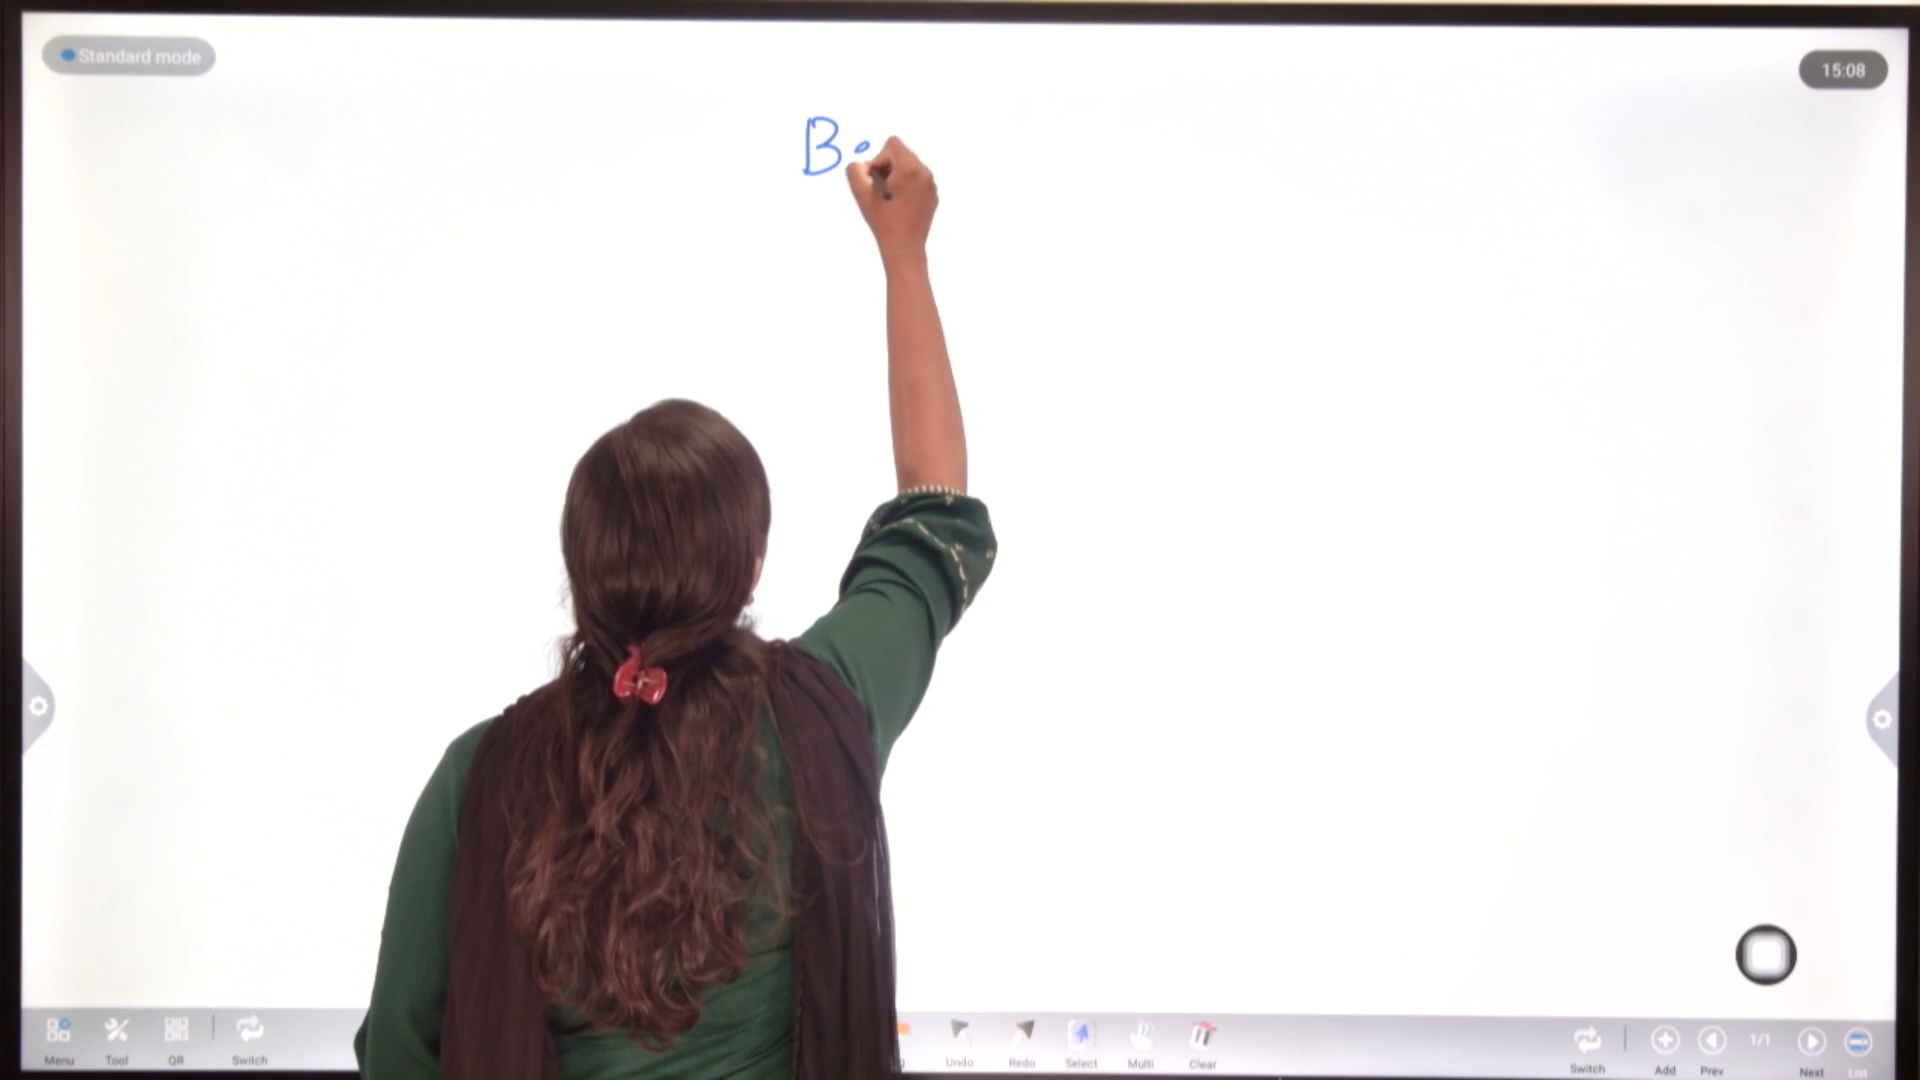 Standard mode
15:08
B
Menu Tool QR Switch Undo Redo Select Multi Clear Switch Add Prev 1/1 Next List